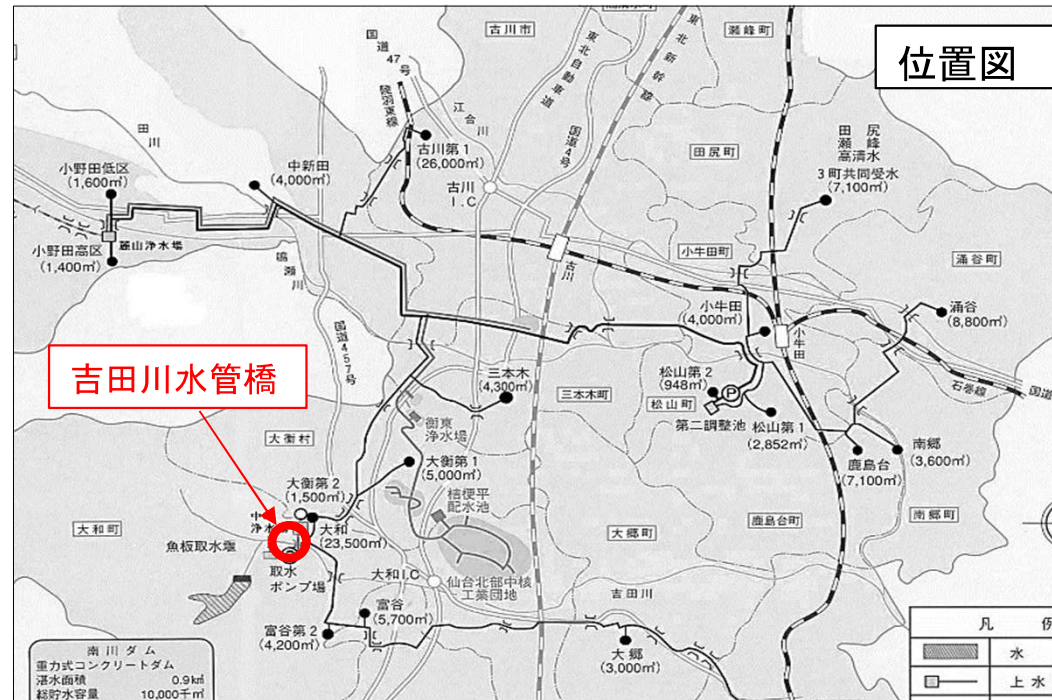 位置図
古川市
瀬峰町
国道47号
陸羽東線
江合川
東北自動車道
東北新幹線
国道4号
田川
古川第1
(26,000㎥)
小野田低区
(1,600㎥)
中新田
(4,000㎥)
古川
I.C
田尻町
田尻
瀬峰
高清水
3町共同受水
(7,100㎥)
小野田高区
(1,400㎥)
麓山浄水場
鳴瀬川
古川
小牛田町
涌谷町
国道457号
小牛田
(4,000㎥)
小牛田
涌谷
(8,800㎥)
吉田川水管橋
三本木
(4,300㎥)
三本木町
松山第2
(948㎥)
P
松山町
石巻線
国道
第二調整池
松山第1
(2,852㎥)
衡東
浄水場
大衡村
大衡第1
(5,000㎥)
鹿島台
(7,100㎥)
南郷
(3,600㎥)
大衡第2
(1,500㎥)
桔梗平
配水池
大和町
中
浄水
大和
(23,500㎥)
大郷町
鹿島台町
南郷町
魚板取水堰
取水
ポンプ場
大和I.C
仙台北部中核
工業団地
吉田川
富谷
(5,700㎥)
富谷第2
(4,200㎥)
大郷
(3,000㎥)
凡 例
水
上水
南川ダム
重力式コンクリートダム
湛水面積 0.9k㎡
総貯水容量 10,000千㎥